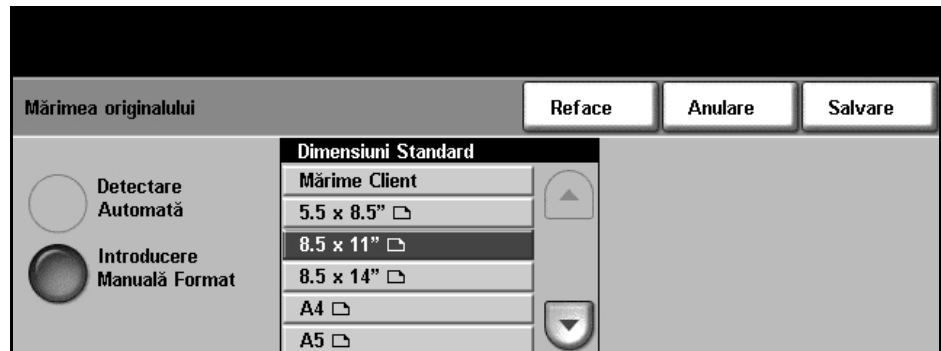 Mărimea originalului
Reface
Anulare
Salvare
Detectare
Automată
Introducere
Manuală Format
Dimensiuni Standard
Mărime Client
5.5 x 8.5”
8.5 x 11”
8.5 x 14”
A4
A5